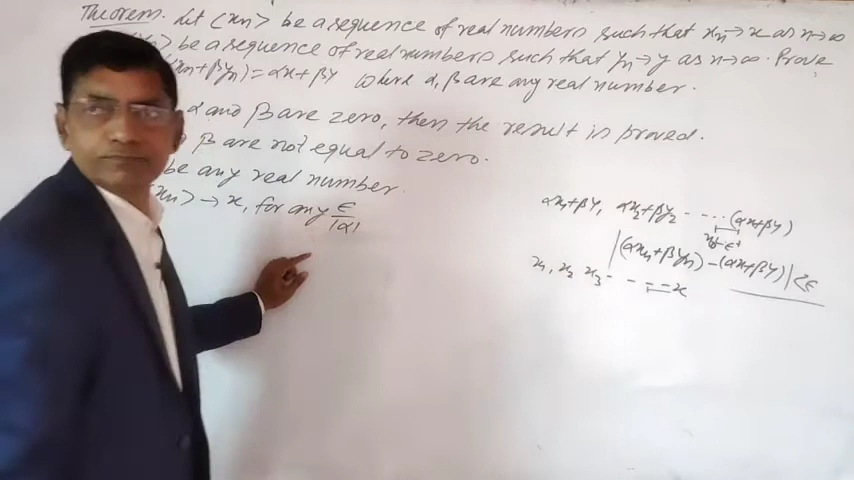 Theorem. Let <xn> be a sequence of real numbers such that xn→x as n→∞
be a sequence of real numbers such that yn→y as n→∞. Prove
xn+βyn)=αx+βy where α,β are any real number.
α and β are zero, then the result is proved.
β are not equal to zero.
be any real number.
xn>→x, for any ϵ/|α|
αx1+βy1, αx2+βy2 - - ...(αx+βy)
|(αxn+βyn)-(αx+βy)|<ϵ
x1, x2 x3 - - - - - x